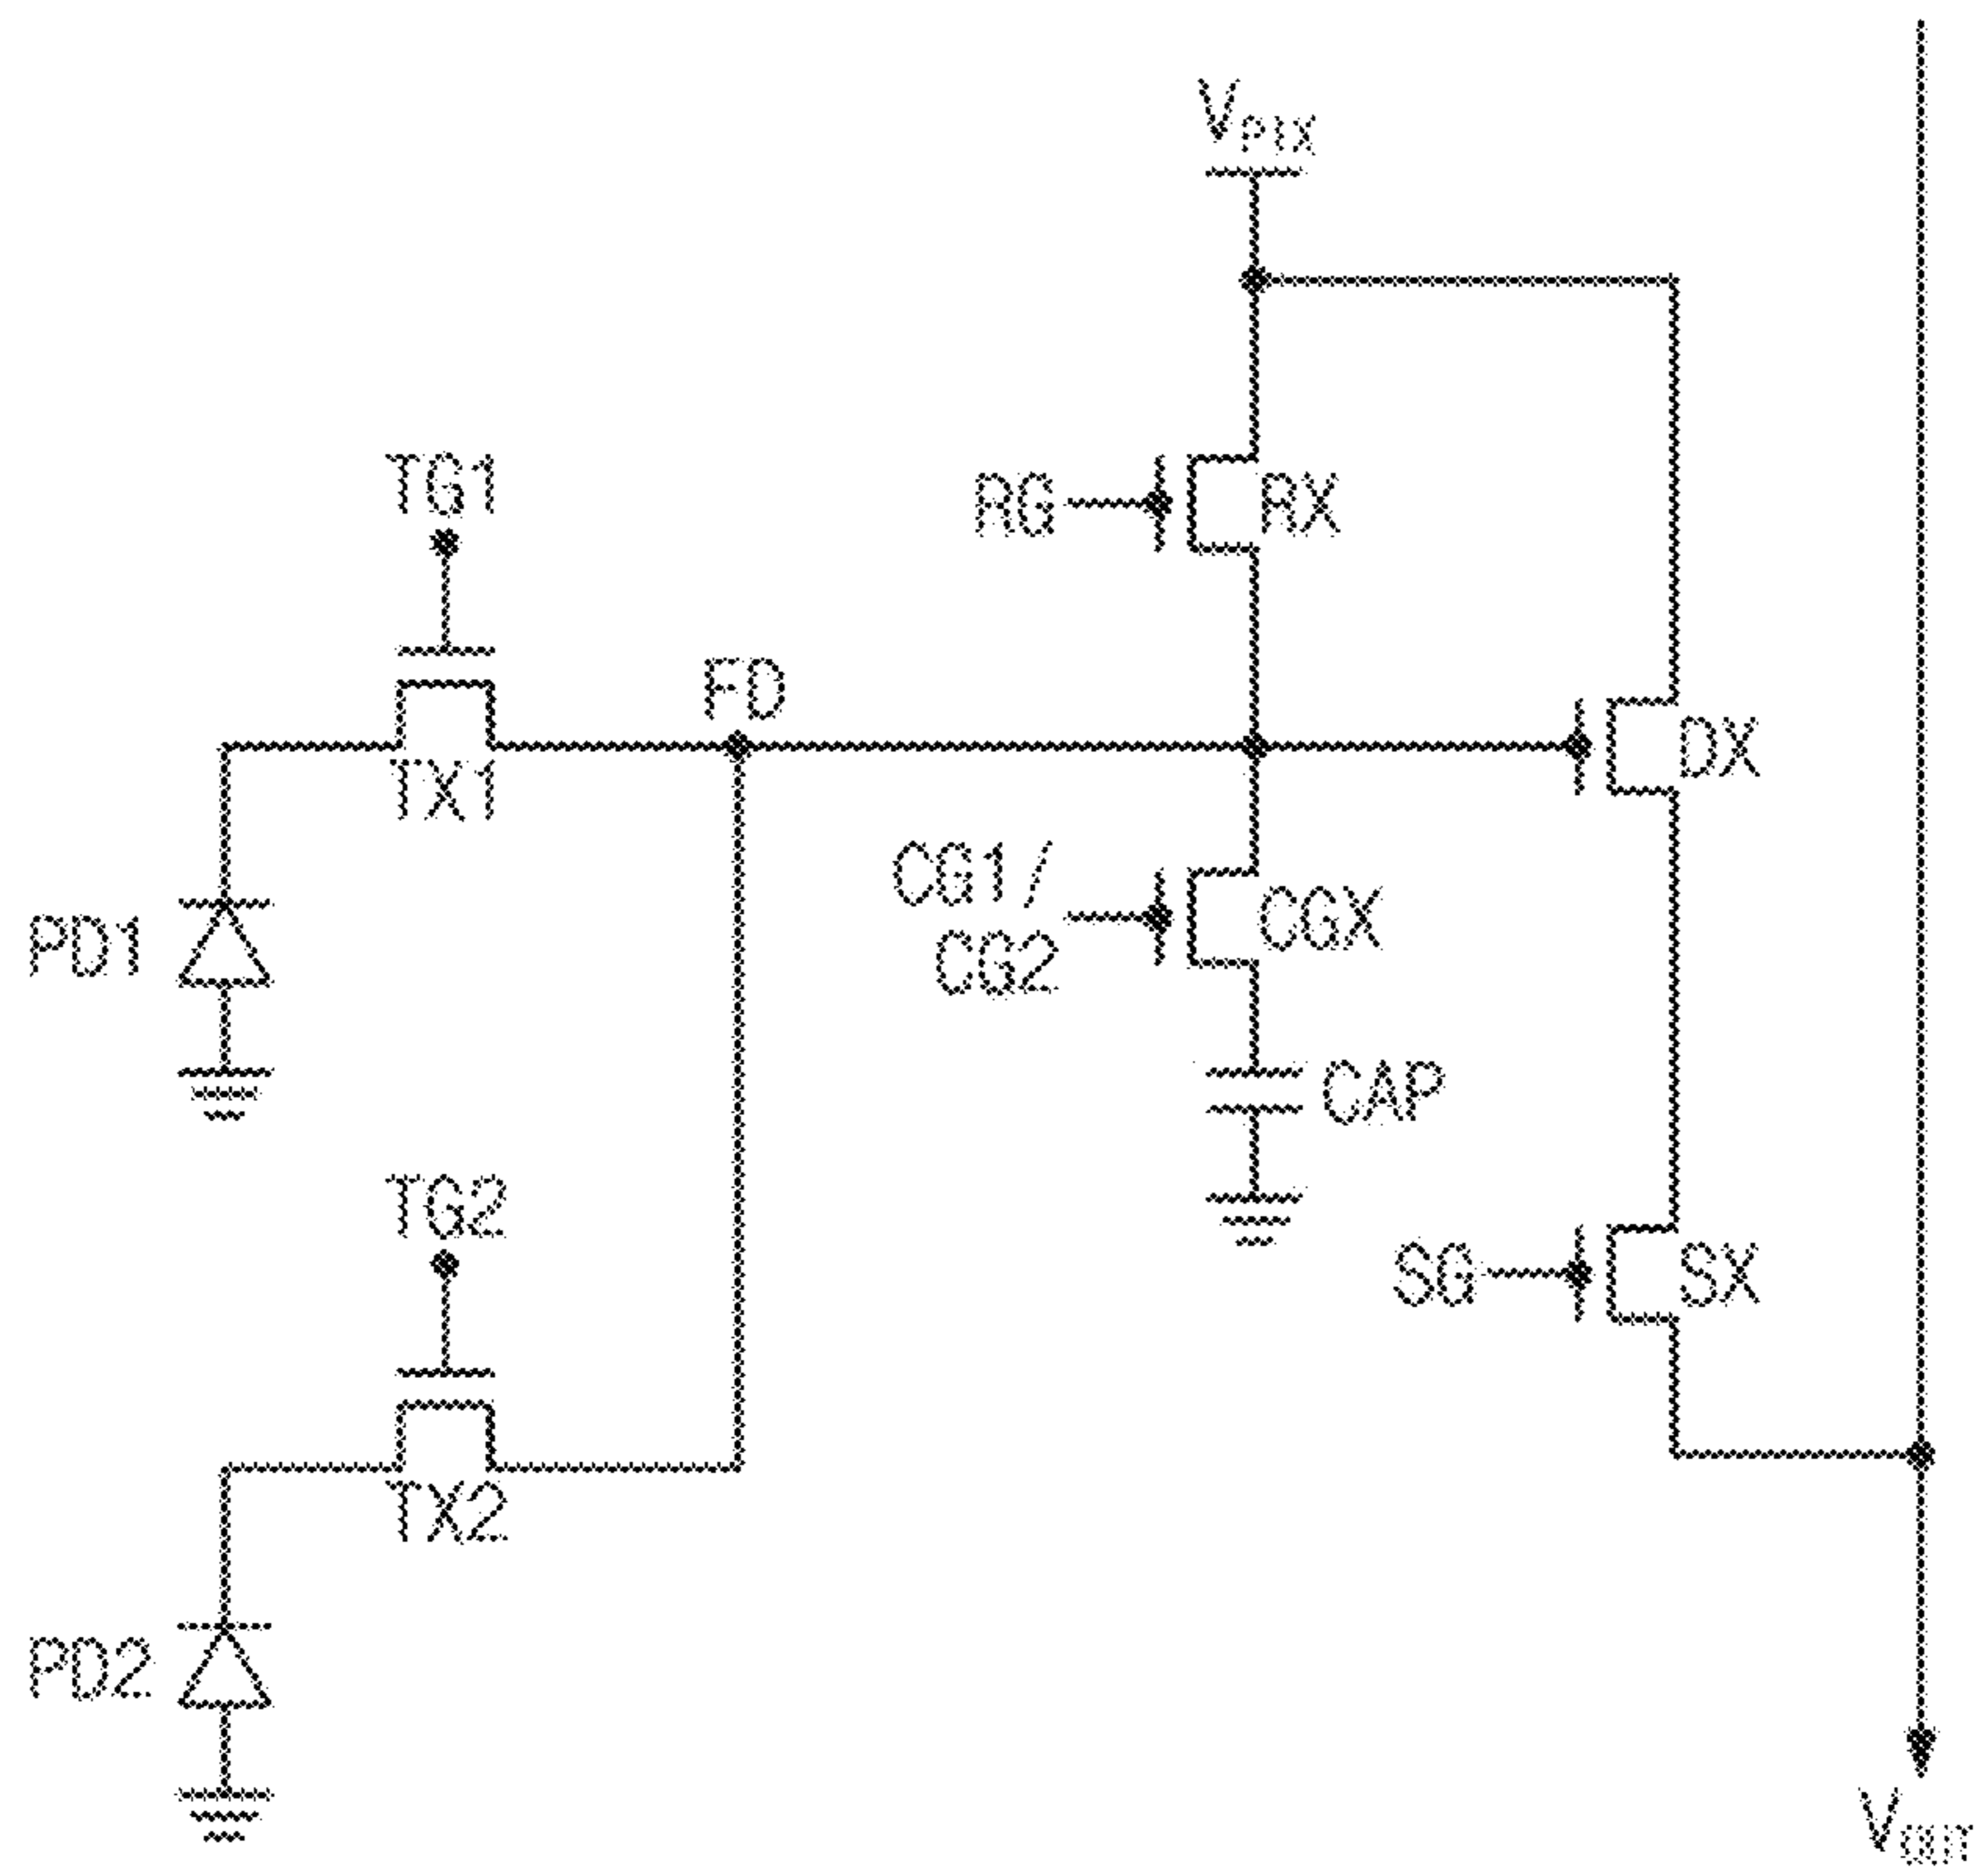 VPIX
TG1
RG
RX
FD
TX1
DX
CG1/
CG2
CGX
PD1
CAP
TG2
SG
SX
TX2
PD2
VOUT